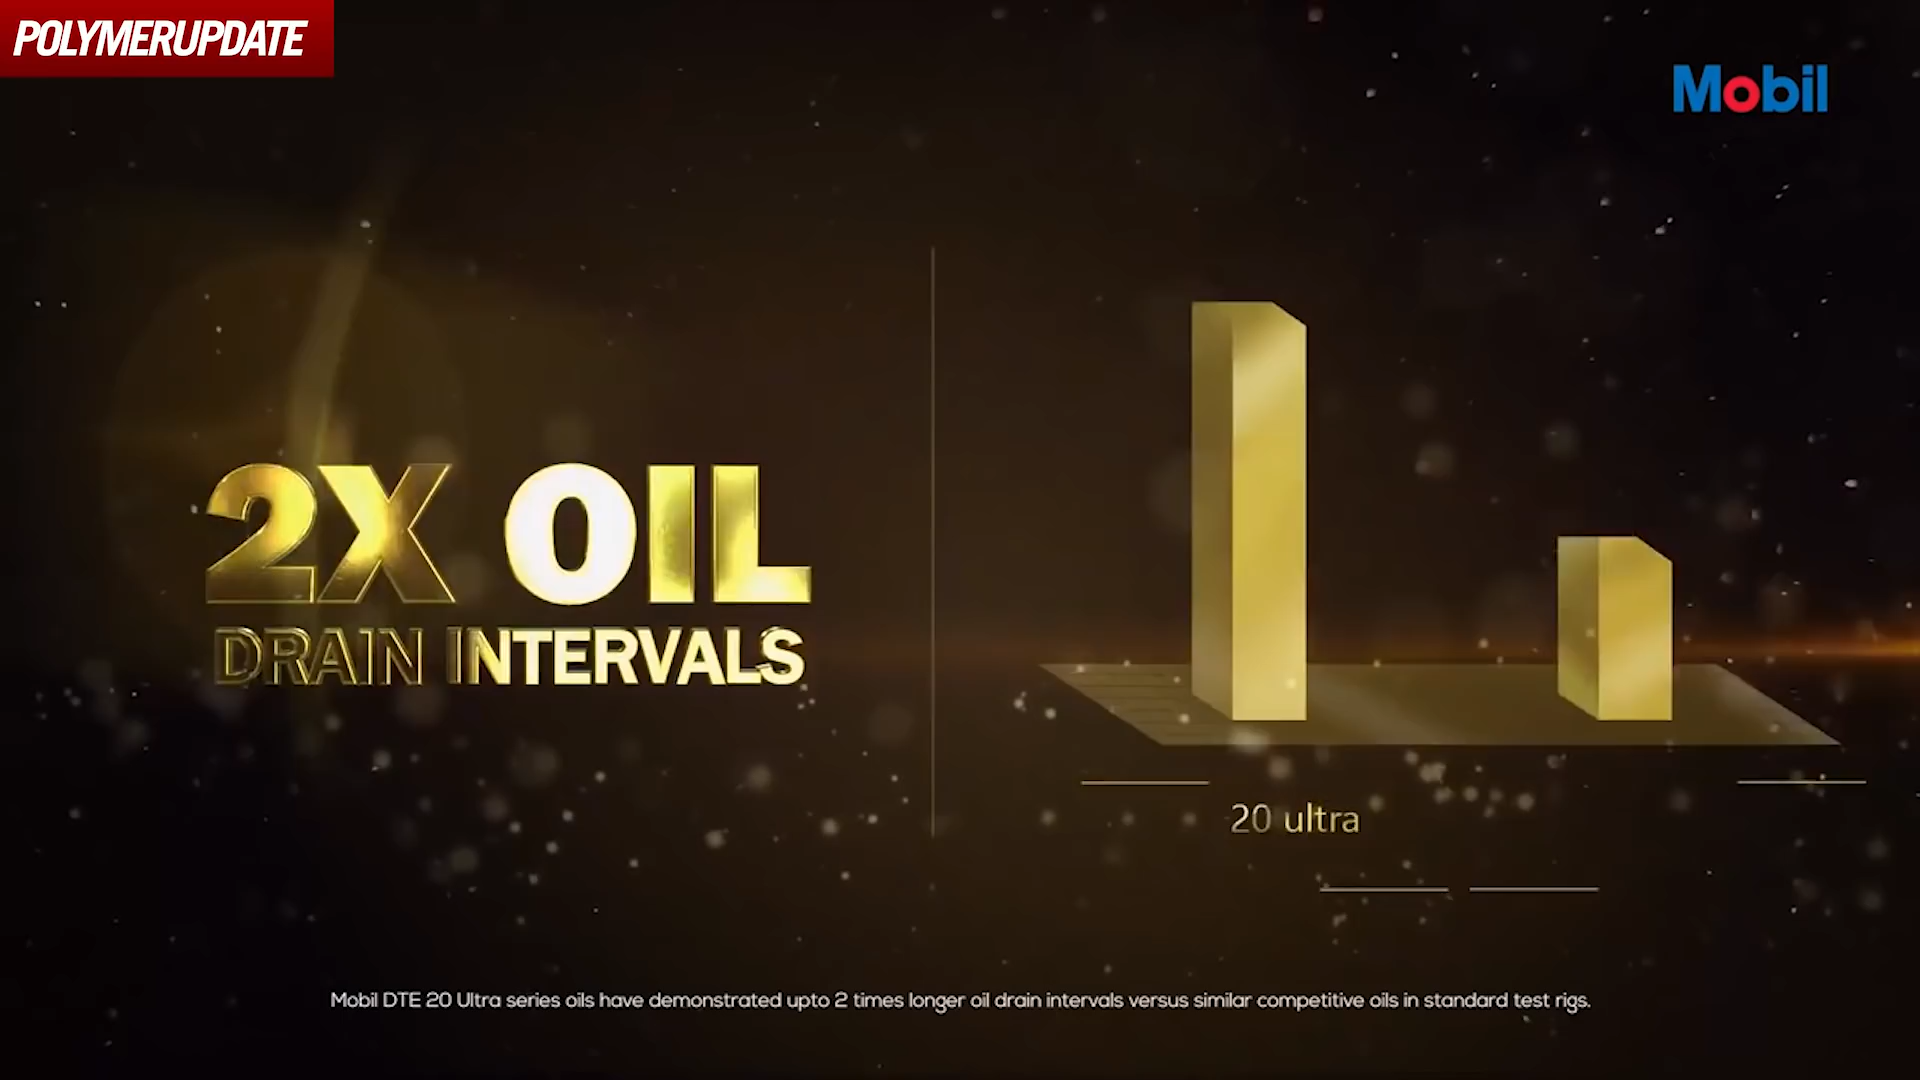 POLYMERUPDATE
Mobil
2X OIL
DRAIN INTERVALS
20 ultra
Mobil DTE 20 Ultra series oils have demonstrated upto 2 times longer oil drain intervals versus similar competitive oils in standard test rigs.